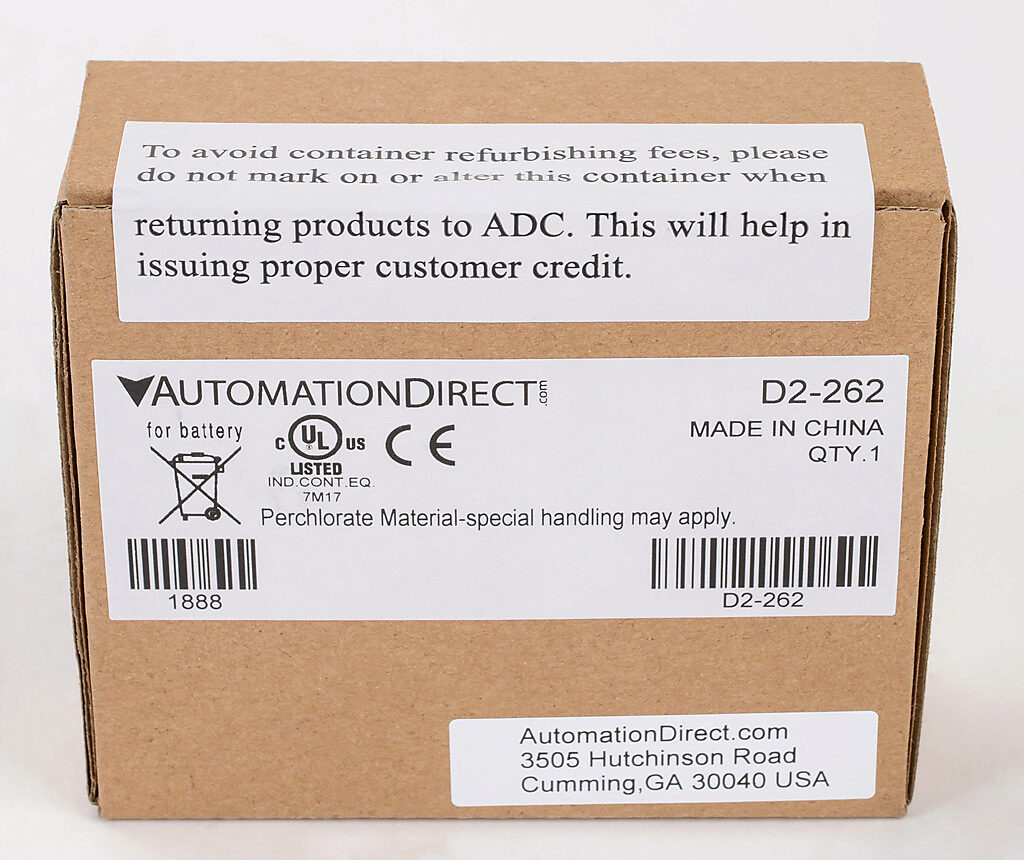 To avoid container refurbishing fees, please
do not mark on or alter this container when
returning products to ADC. This will help in
issuing proper customer credit.
AUTOMATIONDIRECT.com
D2-262
for battery
C UL US
LISTED
IND.CONT.EQ.
7M17
CE
MADE IN CHINA
QTY.1
Perchlorate Material-special handling may apply.
1888
D2-262
AutomationDirect.com
3505 Hutchinson Road
Cumming,GA 30040 USA